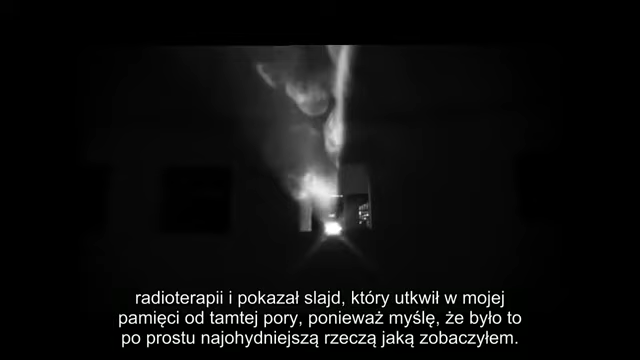 radioterapii i pokazał slajd, który utkwił w mojej
pamięci od tamtej pory, ponieważ myślę, że było to
po prostu najohydniejszą rzeczą jaką zobaczyłem.